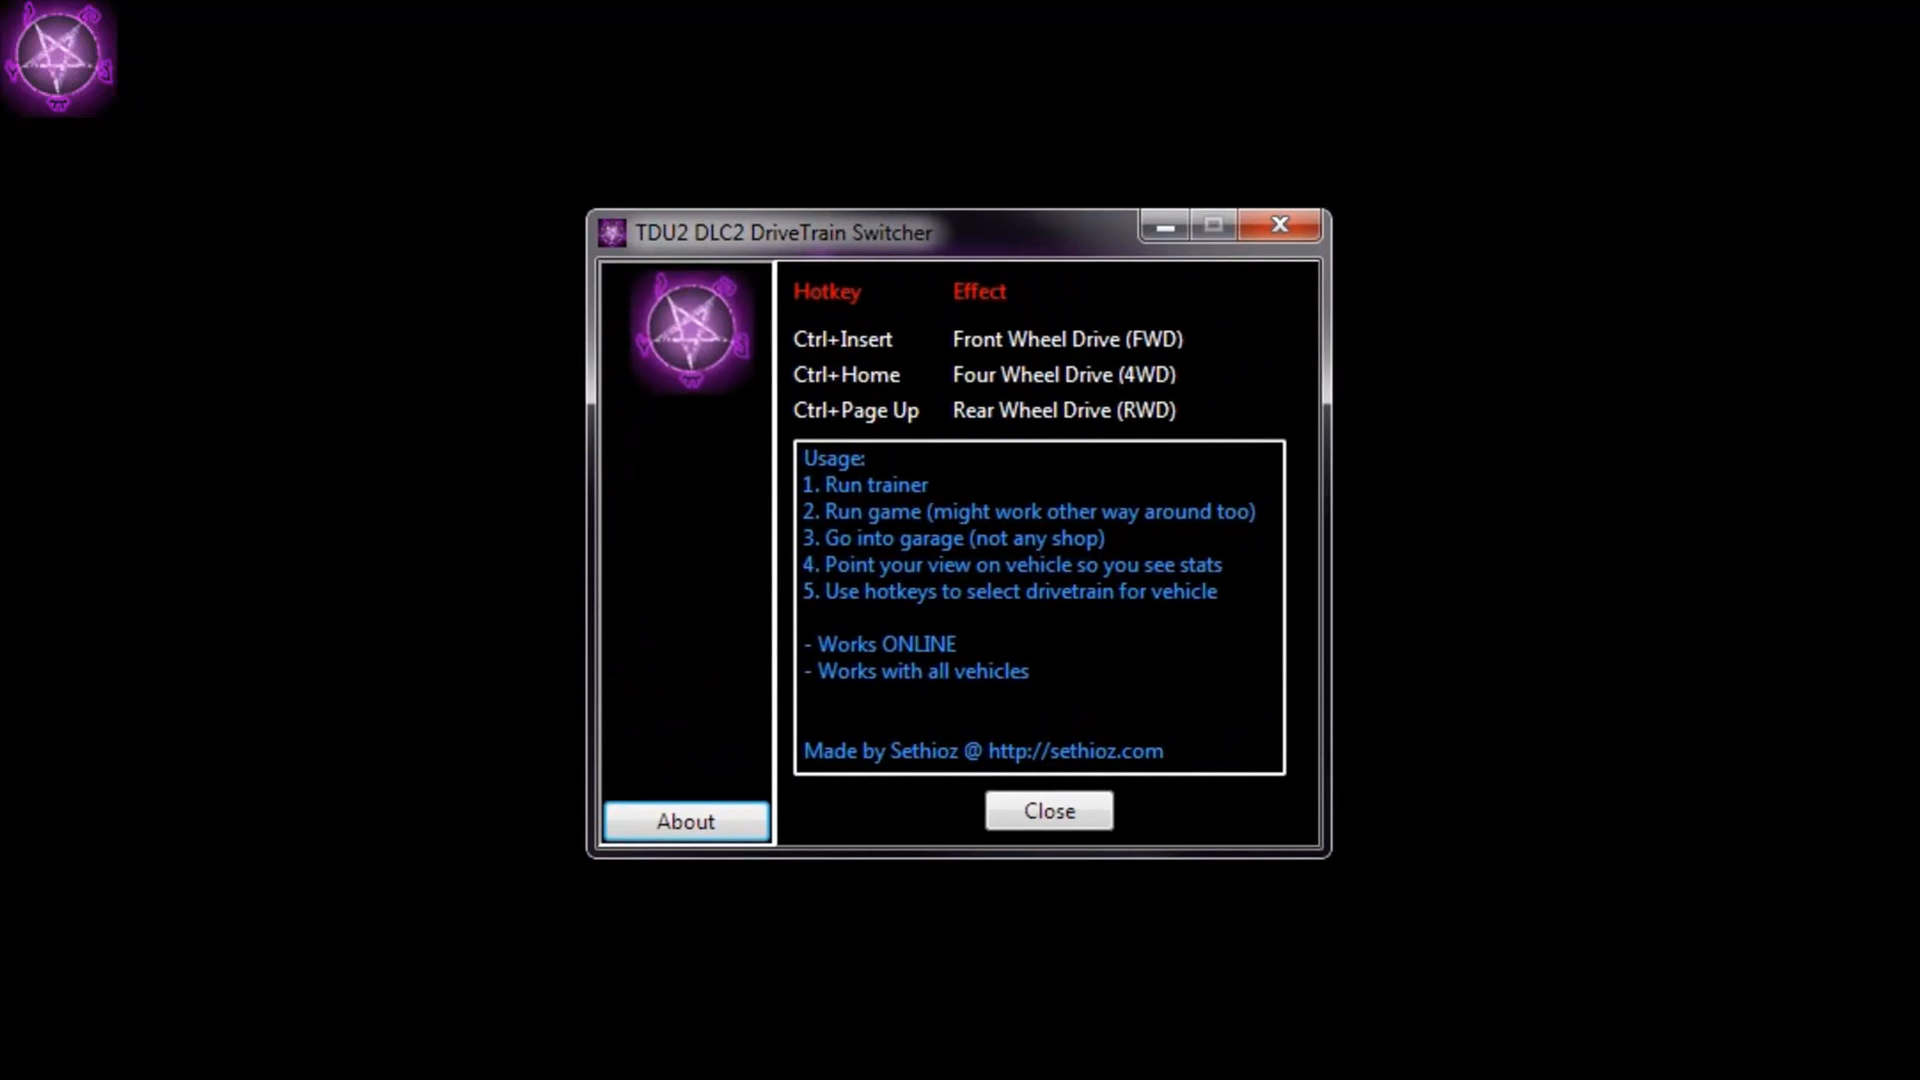 TDU2 DLC2 DriveTrain Switcher
Hotkey Effect
Ctrl+Insert Front Wheel Drive (FWD)
Ctrl+Home Four Wheel Drive (4WD)
Ctrl+Page Up Rear Wheel Drive (RWD)
Usage:
1. Run trainer
2. Run game (might work other way around too)
3. Go into garage (not any shop)
4. Point your view on vehicle so you see stats
5. Use hotkeys to select drivetrain for vehicle
- Works ONLINE
- Works with all vehicles
Made by Sethioz @ http://sethioz.com
About
Close